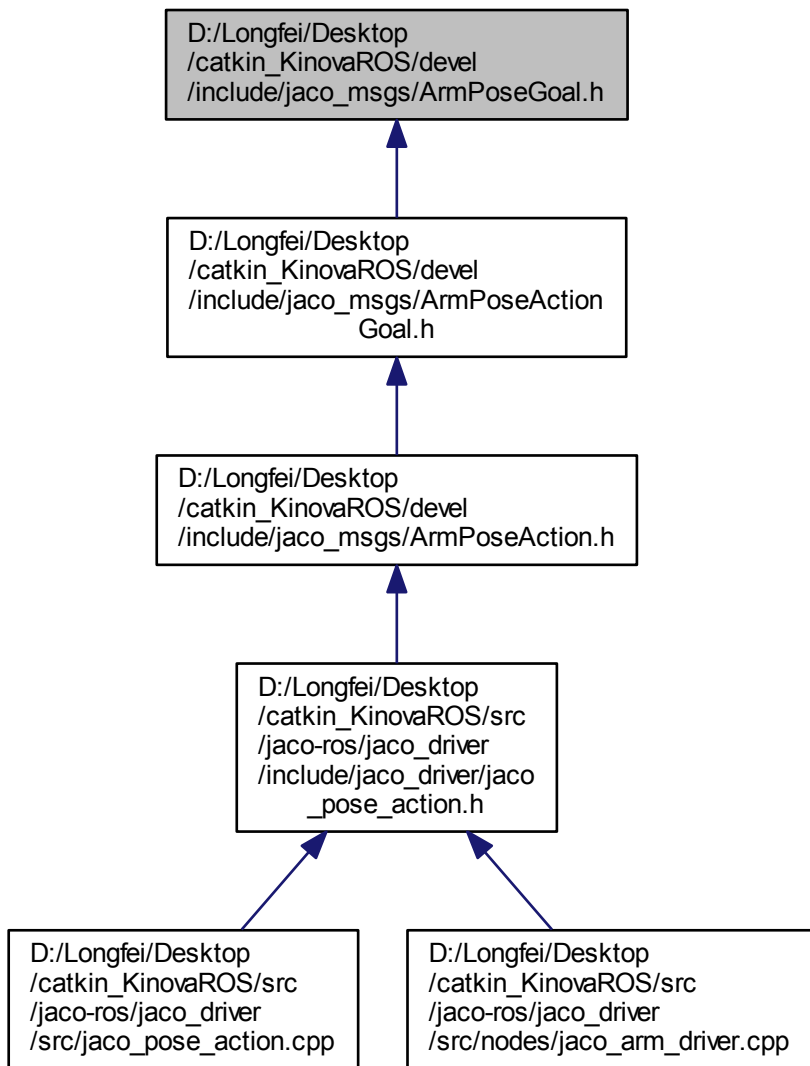 D:/Longfei/Desktop
/catkin_KinovaROS/devel
/include/jaco_msgs/ArmPoseGoal.h
D:/Longfei/Desktop
/catkin_KinovaROS/devel
/include/jaco_msgs/ArmPoseAction
Goal.h
D:/Longfei/Desktop
/catkin_KinovaROS/devel
/include/jaco_msgs/ArmPoseAction.h
D:/Longfei/Desktop
/catkin_KinovaROS/src
/jaco-ros/jaco_driver
/include/jaco_driver/jaco
_pose_action.h
D:/Longfei/Desktop
/catkin_KinovaROS/src
/jaco-ros/jaco_driver
/src/jaco_pose_action.cpp
D:/Longfei/Desktop
/catkin_KinovaROS/src
/jaco-ros/jaco_driver
/src/nodes/jaco_arm_driver.cpp